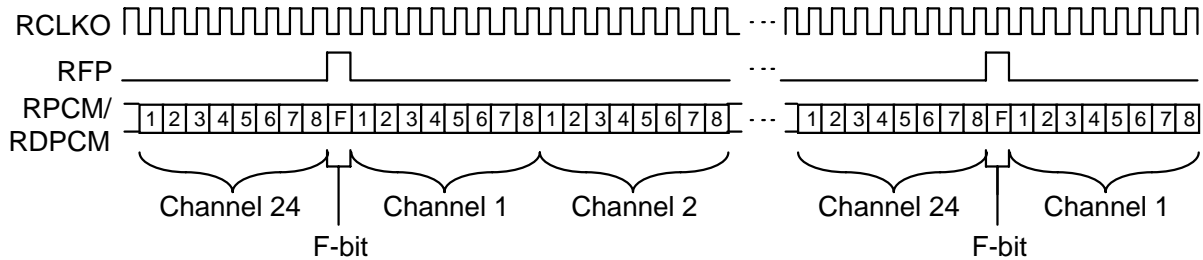 RCLKO
RFP
RPCM/
RDPCM
1 2 3 4 5 6 7 8 F 1 2 3 4 5 6 7 8 1 2 3 4 5 6 7 8 1 2 3 4 5 6 7 8 F 1 2 3 4 5 6 7 8
Channel 24 Channel 1 Channel 2 Channel 24 Channel 1
F-bit F-bit